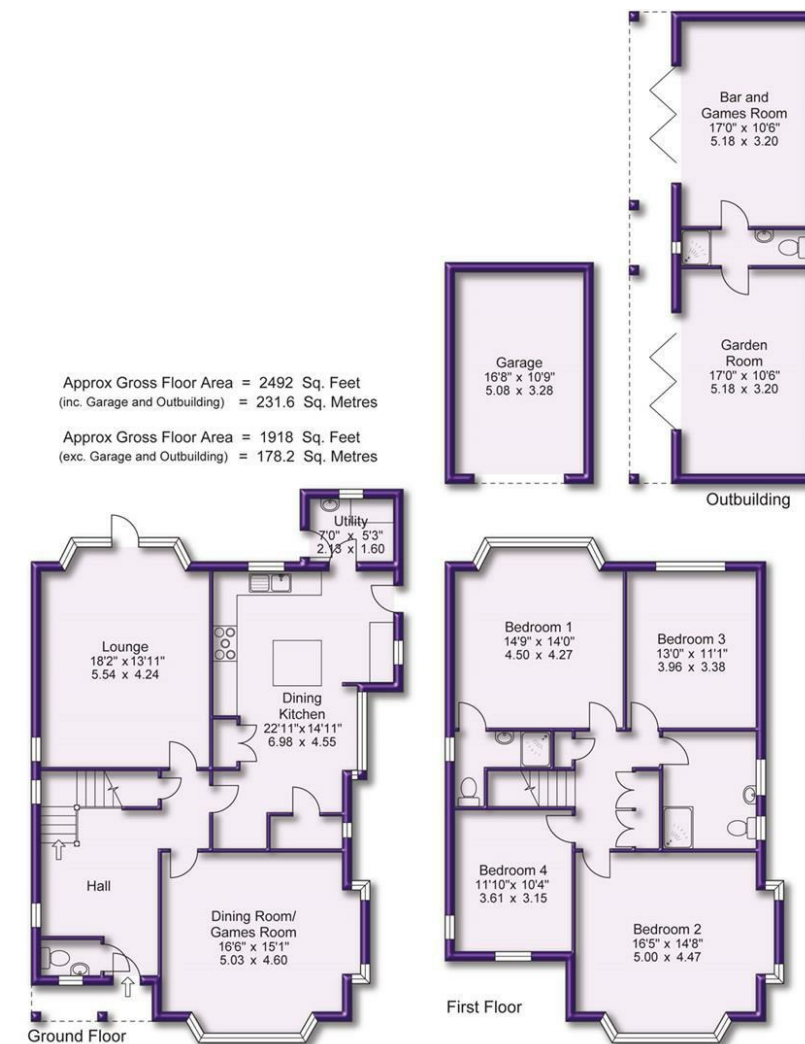 Bar and
Games Room
17'0" x 10'6"
5.18 x 3.20
Garage
16'8" x 10'9"
5.08 x 3.28
Garden
Room
17'0" x 10'6"
5.18 x 3.20
Outbuilding
Approx Gross Floor Area = 2492 Sq. Feet
(inc. Garage and Outbuilding) = 231.6 Sq. Metres
Approx Gross Floor Area = 1918 Sq. Feet
(exc. Garage and Outbuilding) = 178.2 Sq. Metres
Utility
7'0" x 5'3"
2.13 x 1.60
Lounge
18'2" x 13'11"
5.54 x 4.24
Dining
Kitchen
22'11" x 14'11"
6.98 x 4.55
Hall
Dining Room/
Games Room
16'6" x 15'1"
5.03 x 4.60
Ground Floor
Bedroom 1
14'9" x 14'0"
4.50 x 4.27
Bedroom 3
13'0" x 11'1"
3.96 x 3.38
Bedroom 4
11'10" x 10'4"
3.61 x 3.15
Bedroom 2
16'5" x 14'8"
5.00 x 4.47
First Floor